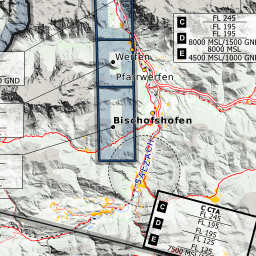 FL 245
C
FL 195
D
FL 195
8000 MSL/1500 GND
E
8000 MSL
4500 MSL/1000 GND
Werfen
Pfarrwerfen
GND
Bischofshofen
SALZACH
C CTA
C
FL 245
FL 195
D
FL 195
FL 125
E
FL 125
7500 MSL